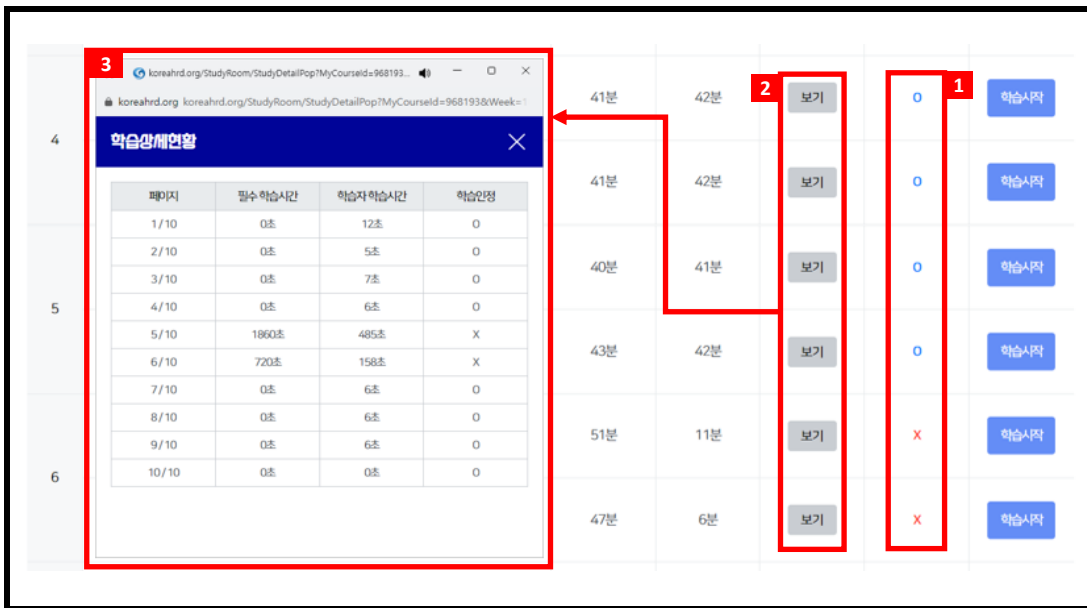 3
koreahrd.org/StudyRoom/StudyDetailPop?MyCourseId=968193...
koreahrd.org koreahrd.org/StudyRoom/StudyDetailPop?MyCourseId=968193&Week=1
학습상세현황
페이지 필수 학습시간 학습자 학습시간 학습인정
1/10 0초 12초 O
2/10 0초 5초 O
3/10 0초 7초 O
4/10 0초 6초 O
5/10 1860초 485초 X
6/10 720초 158초 X
7/10 0초 6초 O
8/10 0초 6초 O
9/10 0초 6초 O
10/10 0초 0초 O
2
1
4
41분 42분 보기 O 학습시작
41분 42분 보기 O 학습시작
5
40분 41분 보기 O 학습시작
43분 42분 보기 O 학습시작
6
51분 11분 보기 X 학습시작
47분 6분 보기 X 학습시작